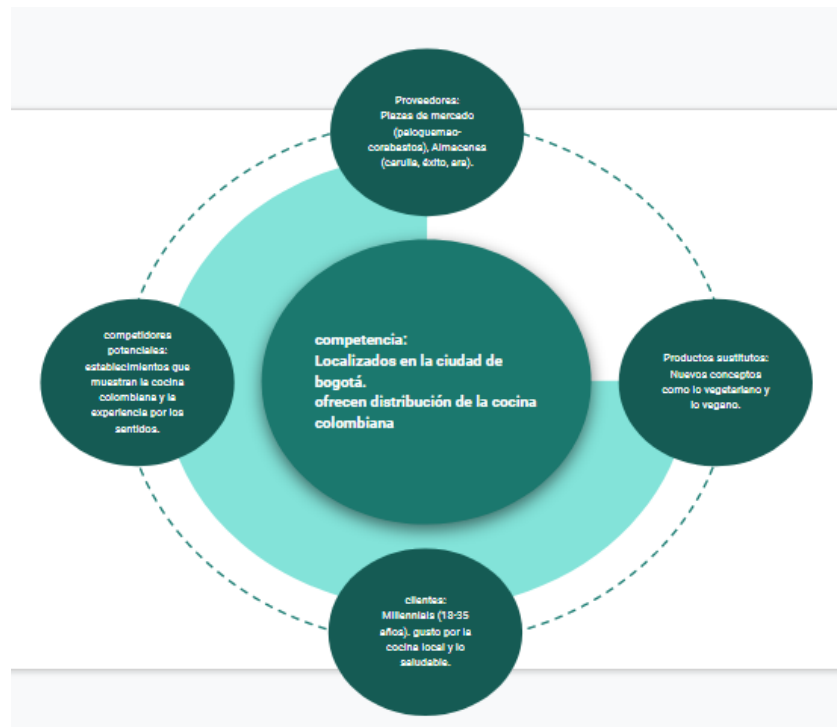 Proveedores:
Plazas de mercado
(paloquemao-
corabastos), Almacenes
(carulla, éxito, ara).
competidores
potenciales:
establecimientos que
muestran la cocina
colombiana y la
experiencia por los
sentidos.
competencia:
Localizados en la ciudad de
bogotá.
ofrecen distribución de la cocina
colombiana
Productos sustitutos:
Nuevos conceptos
como lo vegetariano y
lo vegano.
clientes:
Millennials (18-35
años). gusto por la
cocina local y lo
saludable.